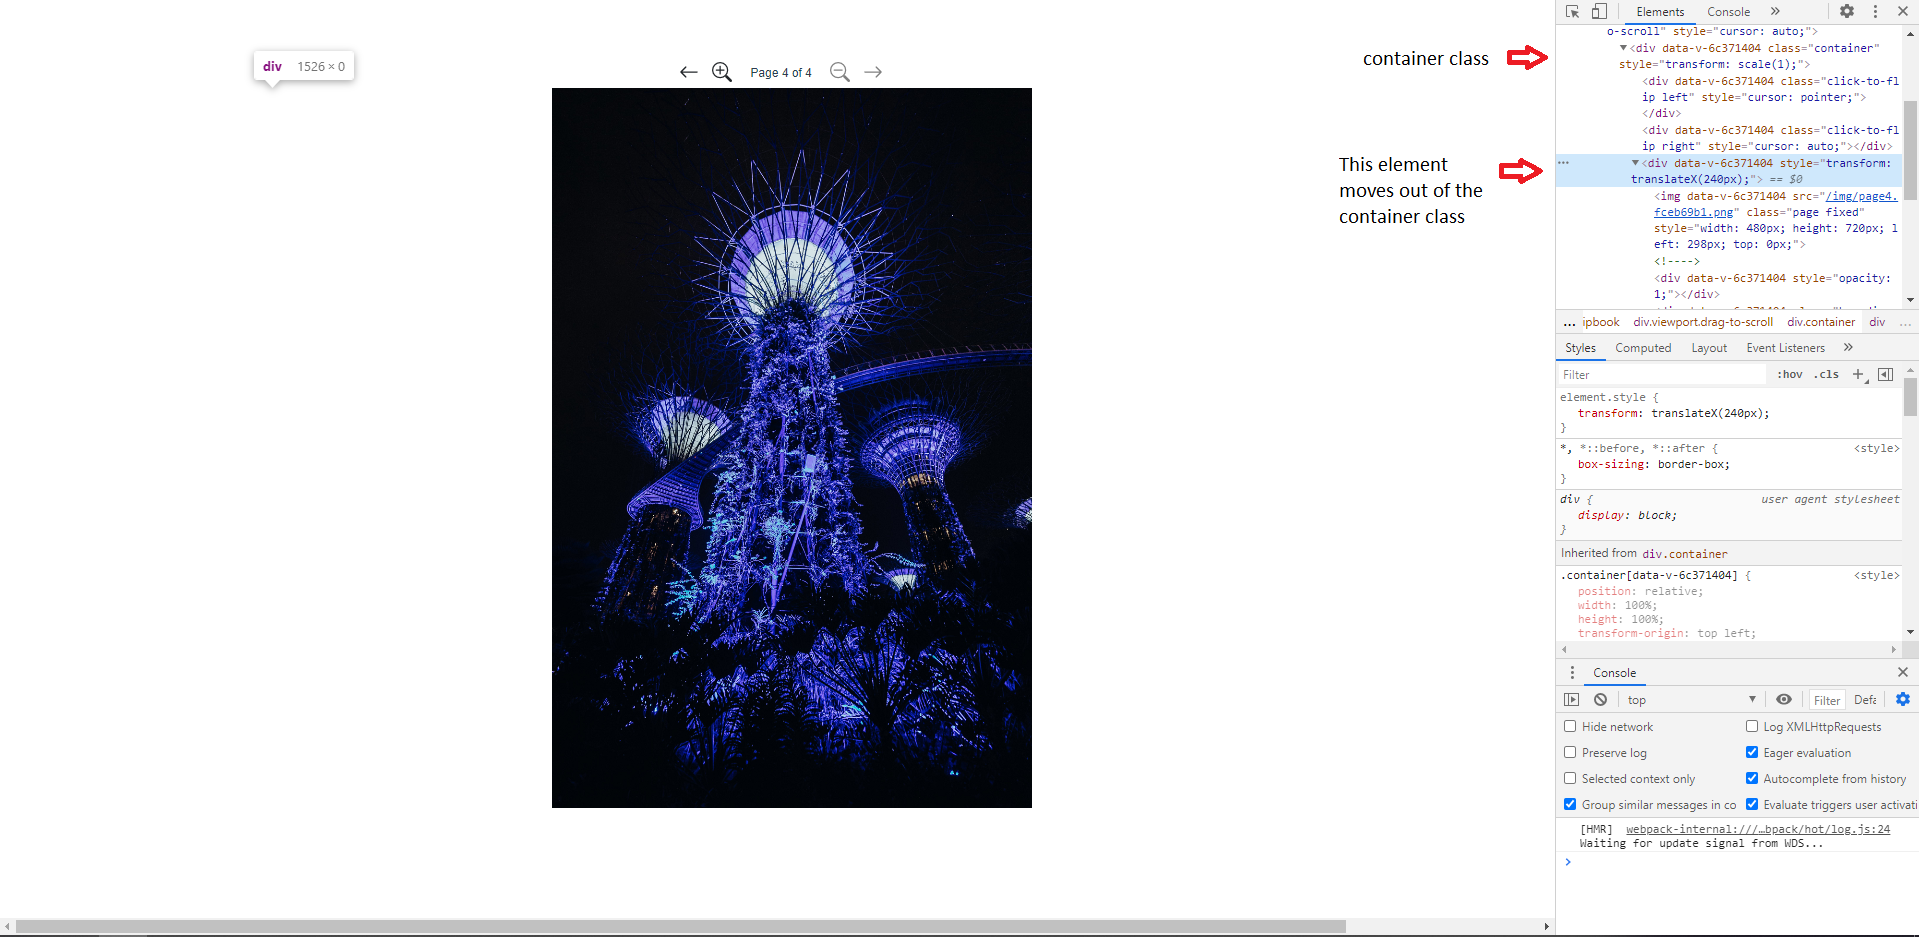 div 1526 × 0
Page 4 of 4
container class
This element
moves out of the
container class
Elements
Console
o-scroll" style="cursor: auto;">
<div data-v-6c371404 class="container"
style="transform: scale(1);">
<div data-v-6c371404 class="click-to-fl
ip left" style="cursor: pointer;">
</div>
<div data-v-6c371404 class="click-to-fl
ip right" style="cursor: auto;"></div>
<div data-v-6c371404 style="transform:
translateX(240px);"> == $0
<img data-v-6c371404 src="/img/page4.
fceb69b1.png" class="page fixed"
style="width: 480px; height: 720px; l
eft: 298px; top: 0px;">
<!---->
<div data-v-6c371404 style="opacity:
1;"></div>
... ipbook div.viewport.drag-to-scroll div.container div ...
Styles Computed Layout Event Listeners
Filter :hov .cls
element.style {
transform: translateX(240px);
}
*, *::before, *::after { <style>
box-sizing: border-box;
}
div { user agent stylesheet
display: block;
}
Inherited from div.container
.container[data-v-6c371404] { <style>
position: relative;
width: 100%;
height: 100%;
transform-origin: top left;
Console
top Filter Defa
Hide network Log XMLHttpRequests
Preserve log Eager evaluation
Selected context only Autocomplete from history
Group similar messages in co Evaluate triggers user activati
[HMR] webpack-internal:///…bpack/hot/log.js:24
Waiting for update signal from WDS...